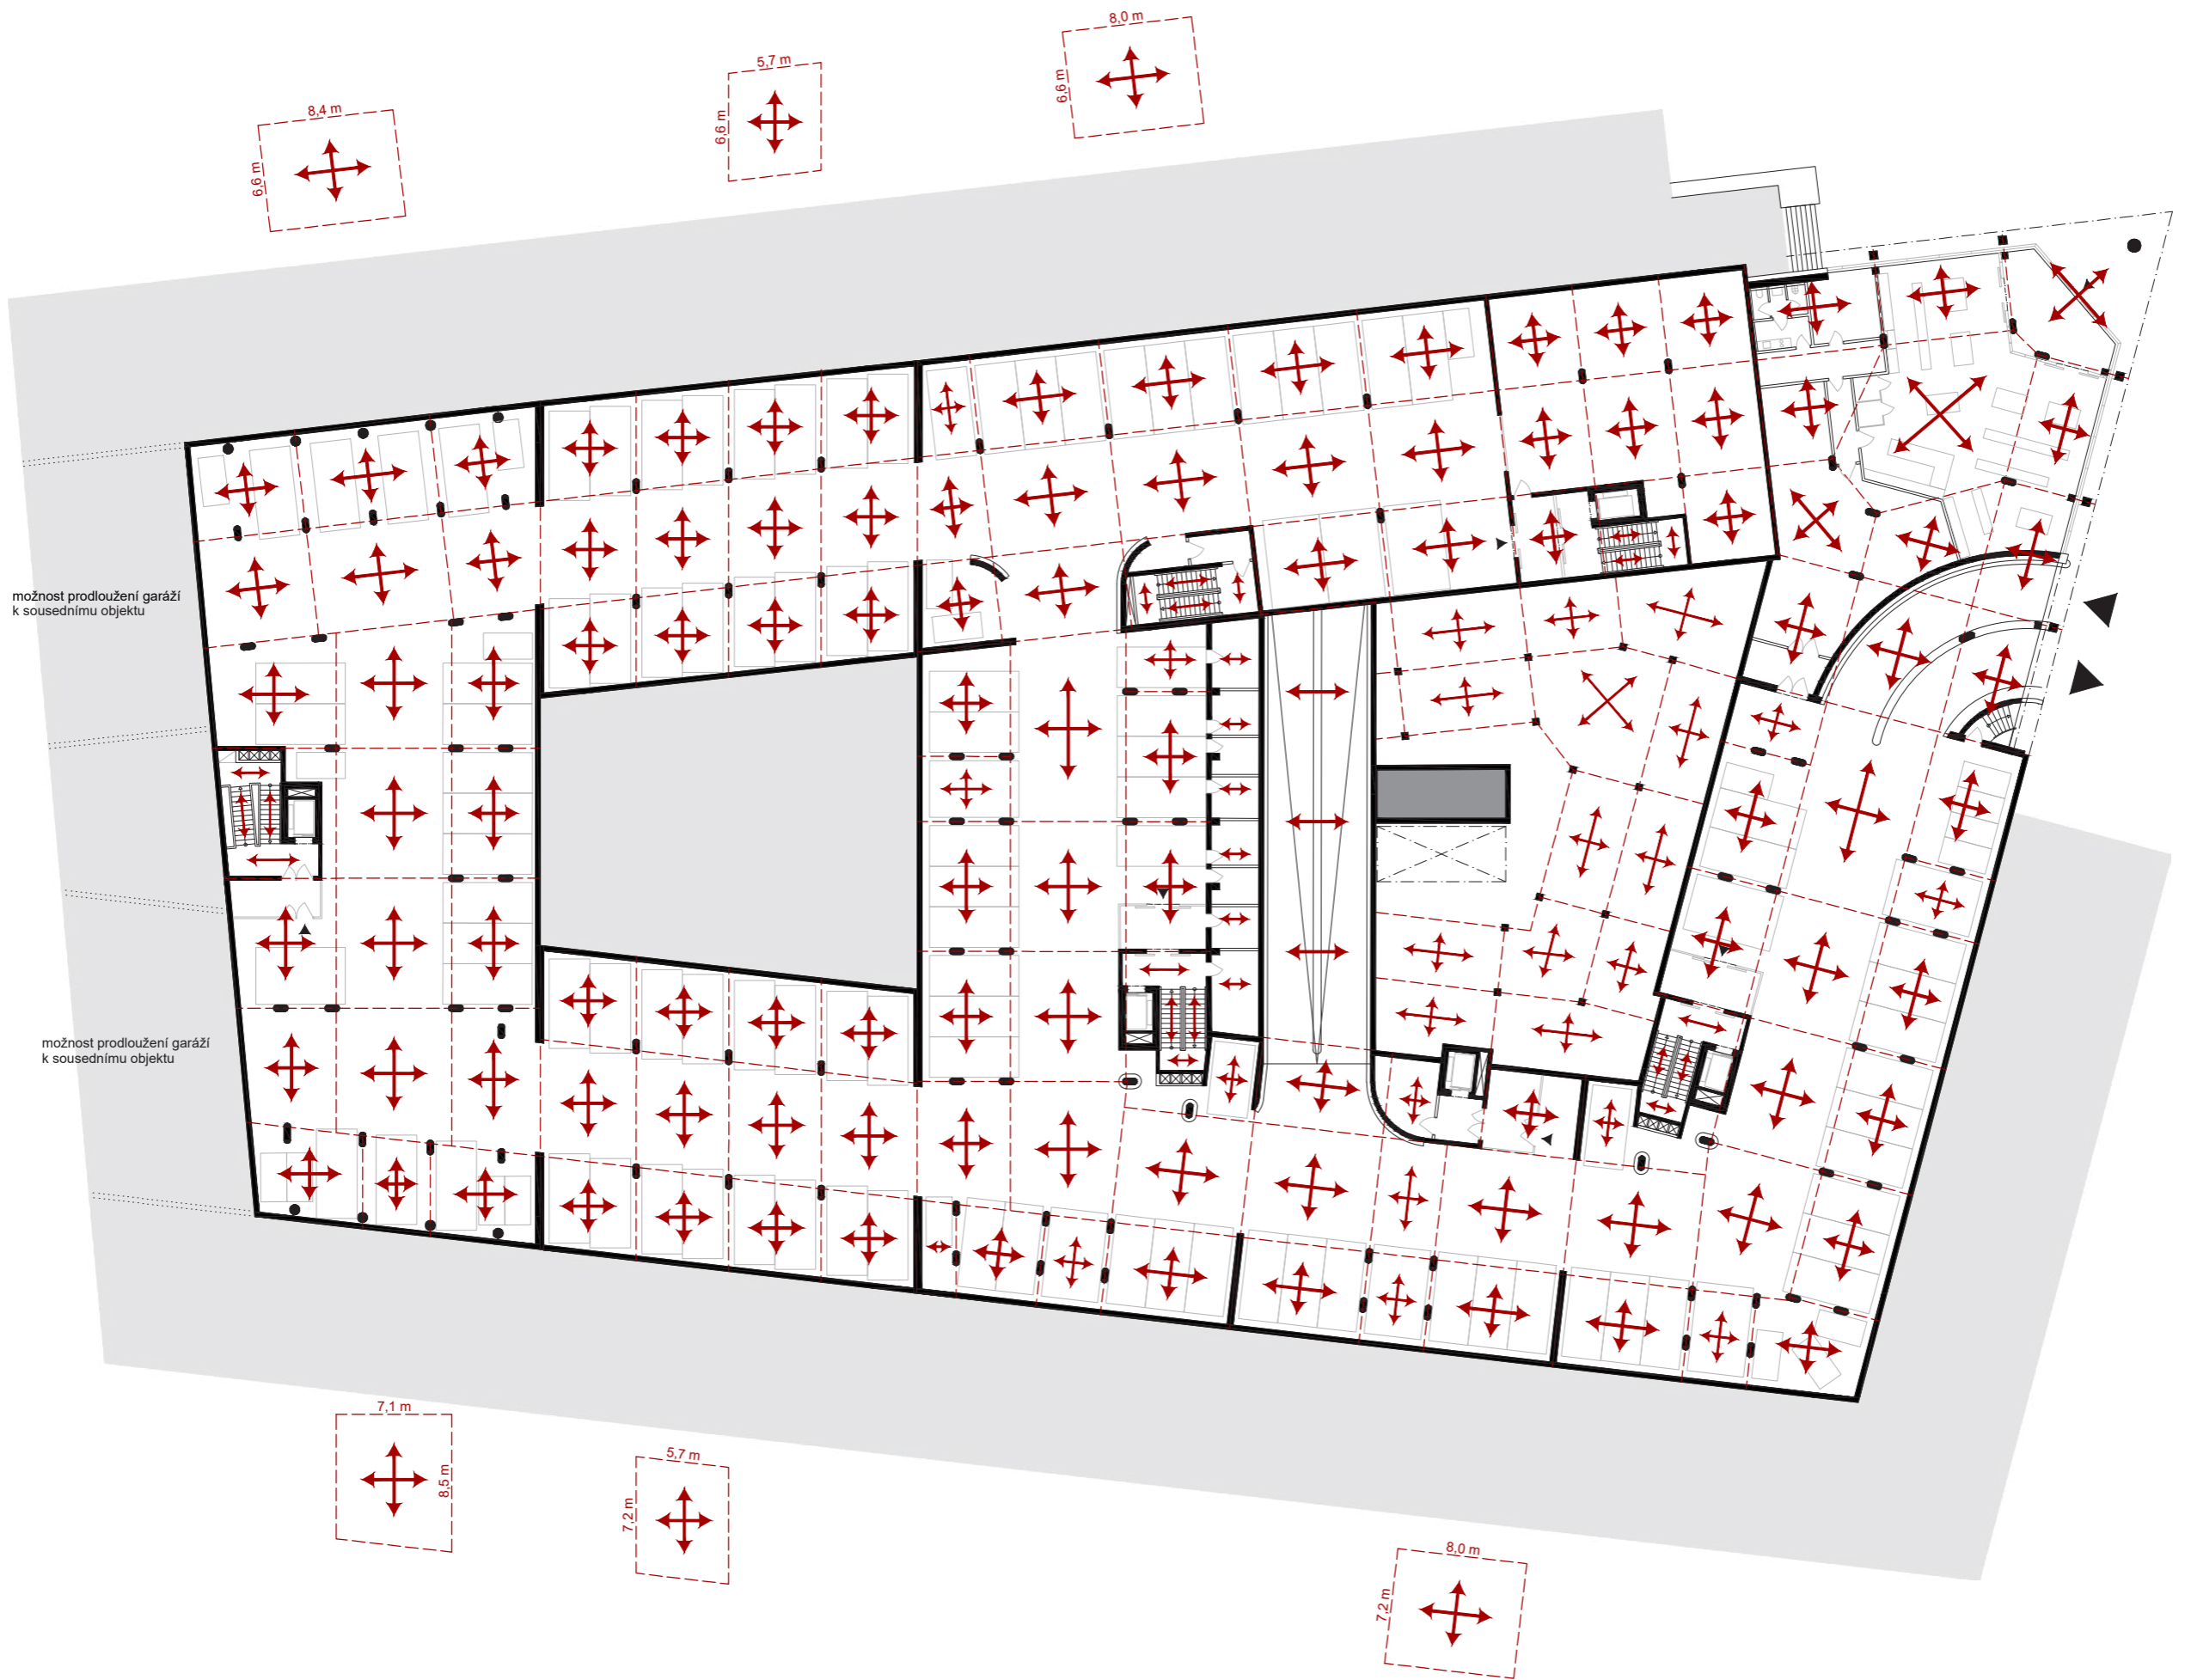 8,0 m
6,6 m
5,7 m
6,6 m
8,4 m
6,6 m
možnost prodloužení garáží
k sousednímu objektu
možnost prodloužení garáží
k sousednímu objektu
7,1 m
8,5 m
5,7 m
7,2 m
8,0 m
7,2 m